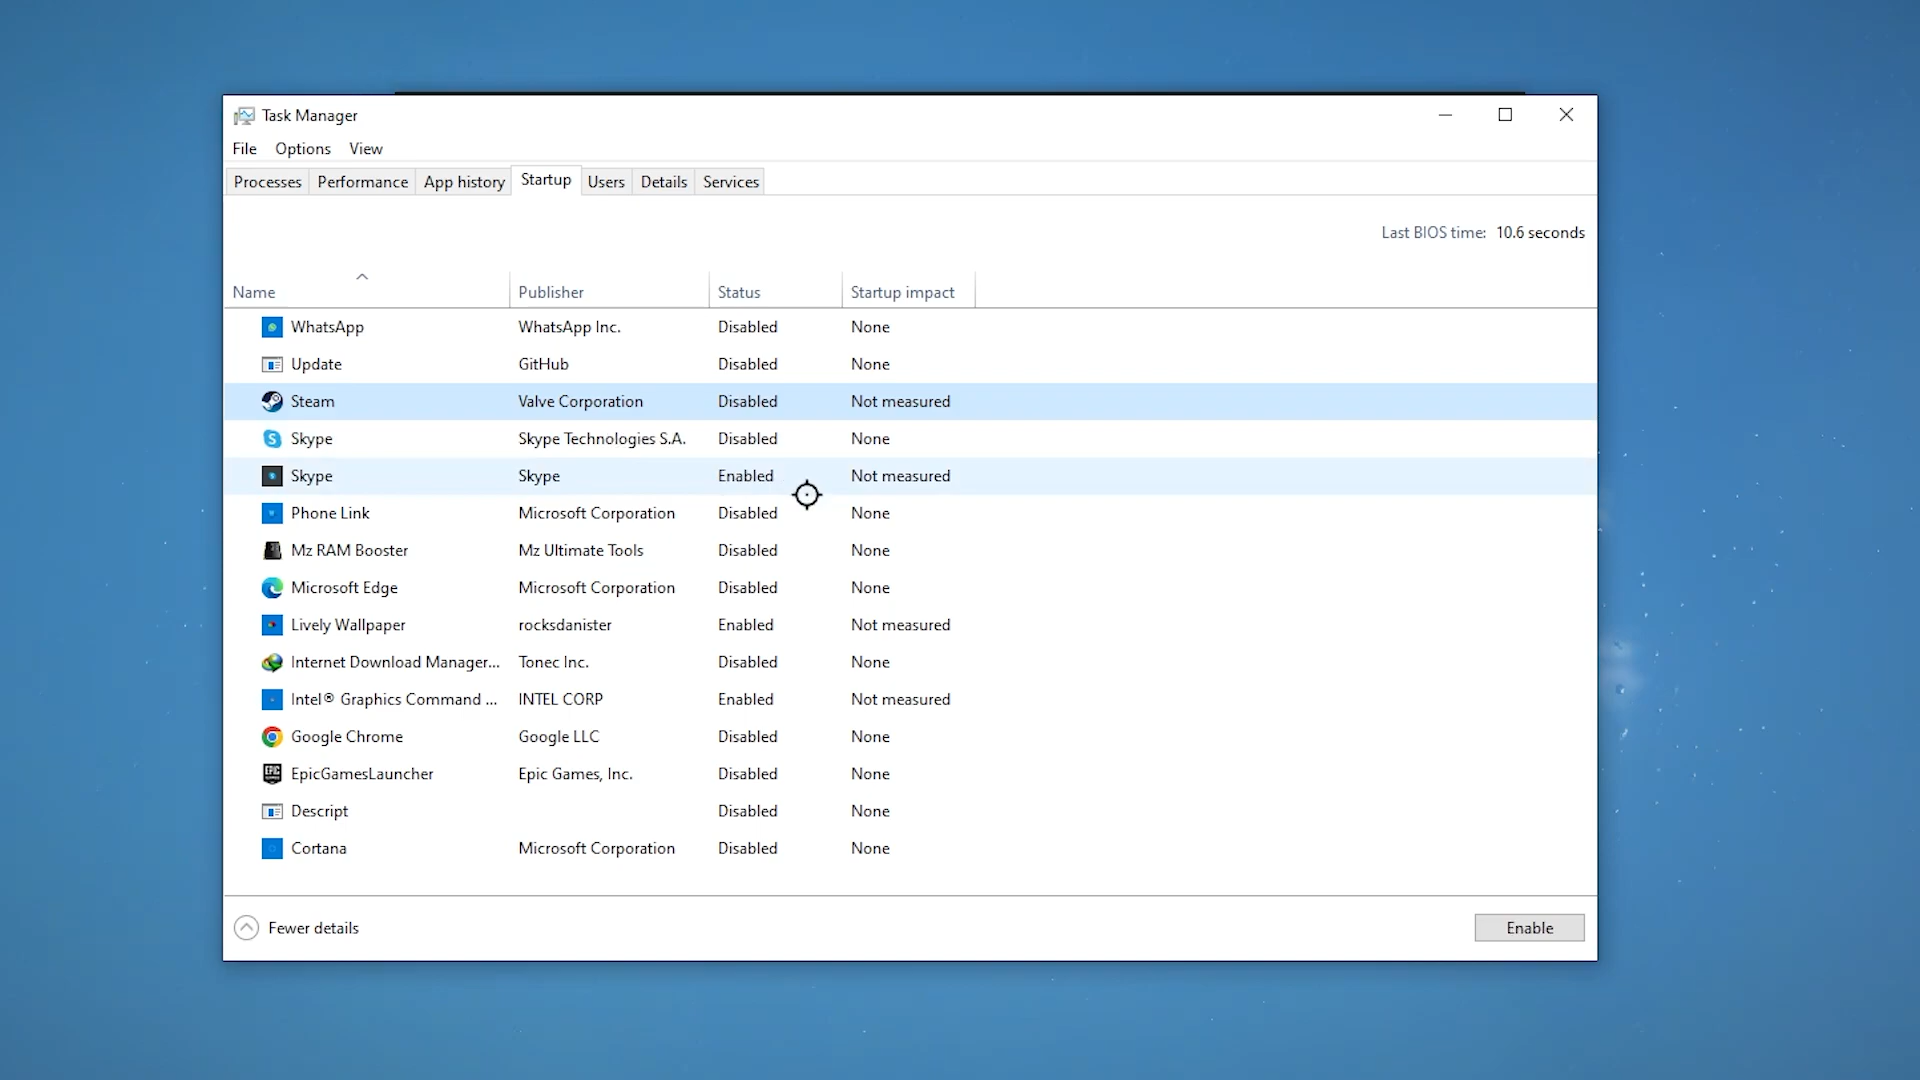 Task Manager
File Options View
Processes Performance App history Startup Users Details Services
Last BIOS time: 10.6 seconds
Name Publisher Status Startup impact
WhatsApp WhatsApp Inc. Disabled None
Update GitHub Disabled None
Steam Valve Corporation Disabled Not measured
Skype Skype Technologies S.A. Disabled None
Skype Skype Enabled Not measured
Phone Link Microsoft Corporation Disabled None
Mz RAM Booster Mz Ultimate Tools Disabled None
Microsoft Edge Microsoft Corporation Disabled None
Lively Wallpaper rocksdanister Enabled Not measured
Internet Download Manager... Tonec Inc. Disabled None
Intel® Graphics Command ... INTEL CORP Enabled Not measured
Google Chrome Google LLC Disabled None
EpicGamesLauncher Epic Games, Inc. Disabled None
Descript Disabled None
Cortana Microsoft Corporation Disabled None
Fewer details Enable